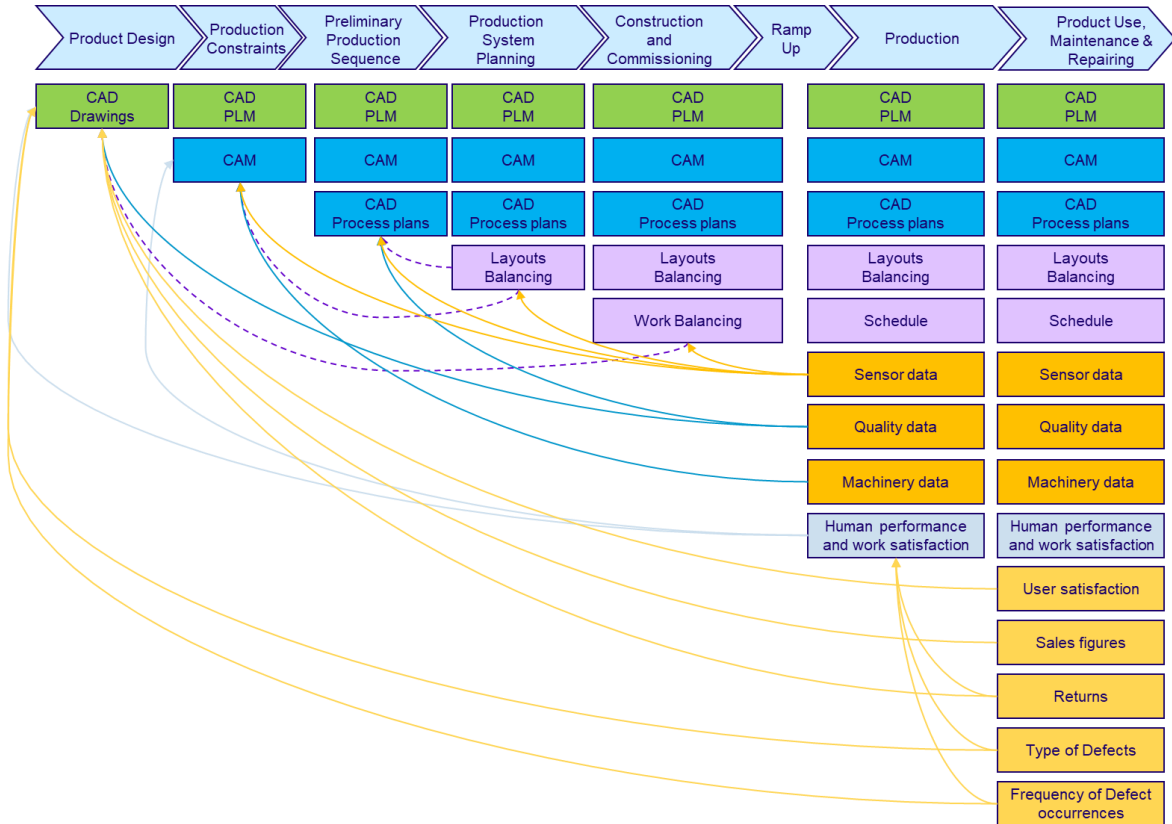 Product Design
Production
Constraints
Preliminary
Production
Sequence
Production
System
Planning
Construction
and
Commissioning
Ramp
Up
Production
Product Use,
Maintenance &
Repairing
CAD
Drawings
CAD
PLM
CAD
PLM
CAD
PLM
CAD
PLM
CAD
PLM
CAD
PLM
CAM
CAM
CAM
CAM
CAM
CAM
CAD
Process plans
CAD
Process plans
CAD
Process plans
CAD
Process plans
CAD
Process plans
Layouts
Balancing
Layouts
Balancing
Layouts
Balancing
Layouts
Balancing
Work Balancing
Schedule
Schedule
Sensor data
Sensor data
Quality data
Quality data
Machinery data
Machinery data
Human performance
and work satisfaction
Human performance
and work satisfaction
User satisfaction
Sales figures
Returns
Type of Defects
Frequency of Defect
occurrences